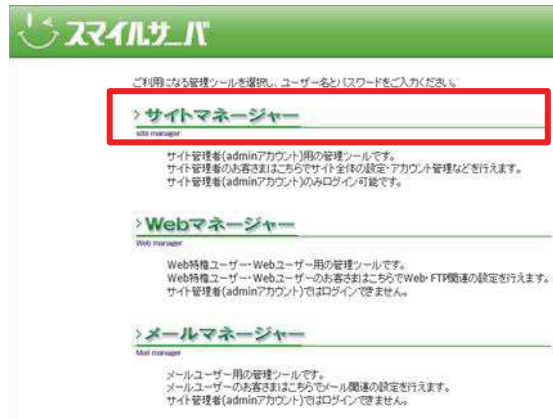 スマイルサーバ
ご利用になる管理ツールを選択し、ユーザー名とパスワードをご入力ください。
>サイトマネージャー
site manager
サイト管理者(adminアカウント)用の管理ツールです。
サイト管理者のお客さまはこちらでサイト全体の設定・アカウント管理などを行えます。
サイト管理者(adminアカウント)のみログイン可能です。
>Webマネージャー
Web manager
Web特権ユーザー・Webユーザー用の管理ツールです。
Web特権ユーザー・Webユーザーのお客さまはこちらでWeb・FTP関連の設定を行えます。
サイト管理者(adminアカウント)ではログインできません。
>メールマネージャー
Mail manager
メールユーザー用の管理ツールです。
メールユーザーのお客さまはこちらでメール関連の設定を行えます。
サイト管理者(adminアカウント)ではログインできません。